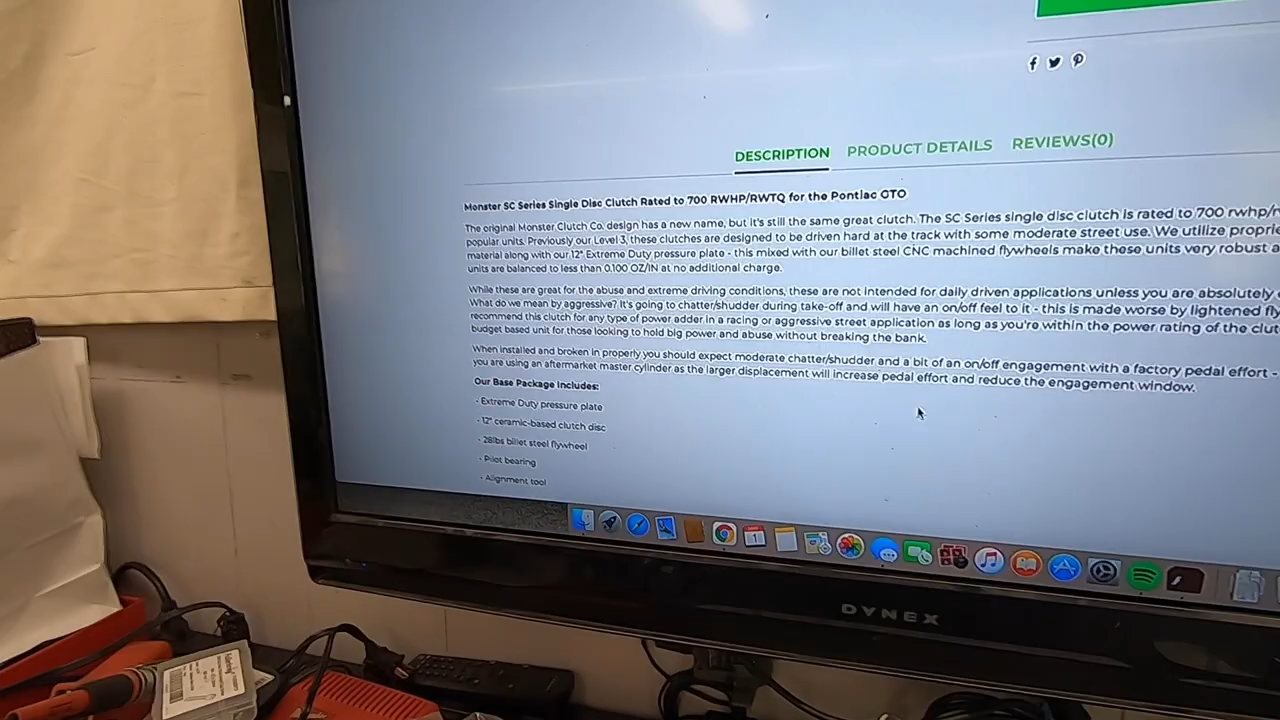 DESCRIPTION PRODUCT DETAILS REVIEWS(0)
Monster SC Series Single Disc Clutch Rated to 700 RWHP/RWTQ for the Pontiac GTO
The original Monster Clutch Co. design has a new name, but it's still the same great clutch. The SC Series single disc clutch is rated to 700 rwhp/r
popular units. Previously our Level 3, these clutches are designed to be driven hard at the track with some moderate street use. We utilize proprie
material along with our 12" Extreme Duty pressure plate - this mixed with our billet steel CNC machined flywheels make these units very robust a
units are balanced to less than 0.100 OZ/IN at no additional charge.
While these are great for the abuse and extreme driving conditions, these are not intended for daily driven applications unless you are absolutely
What do we mean by aggressive? It's going to chatter/shudder during take-off and will have an on/off feel to it - this is made worse by lightened fly
recommend this clutch for any type of power adder in a racing or aggressive street application as long as you're within the power rating of the clut
budget based unit for those looking to hold big power and abuse without breaking the bank.
When installed and broken in properly you should expect moderate chatter/shudder and a bit of an on/off engagement with a factory pedal effort -
you are using an aftermarket master cylinder as the larger displacement will increase pedal effort and reduce the engagement window.
Our Base Package Includes:
- Extreme Duty pressure plate
- 12" ceramic-based clutch disc
- 28lbs billet steel flywheel
- Pilot bearing
- Alignment tool
1
DYNEX